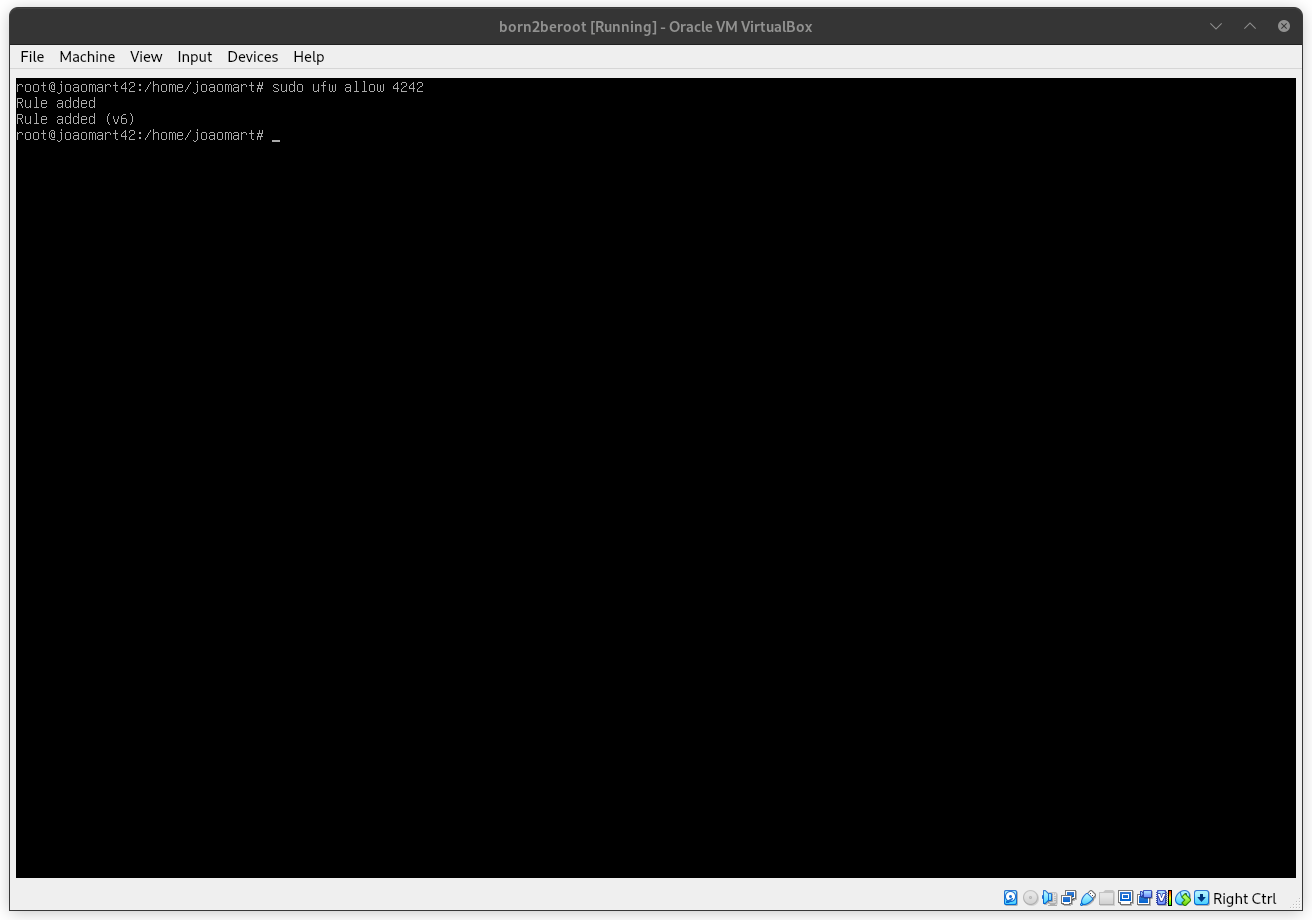 born2beroot [Running] - Oracle VM VirtualBox
File Machine View Input Devices Help
root@joaomart42:/home/joaomart# sudo ufw allow 4242
Rule added
Rule added (v6)
root@joaomart42:/home/joaomart# _
Right Ctrl